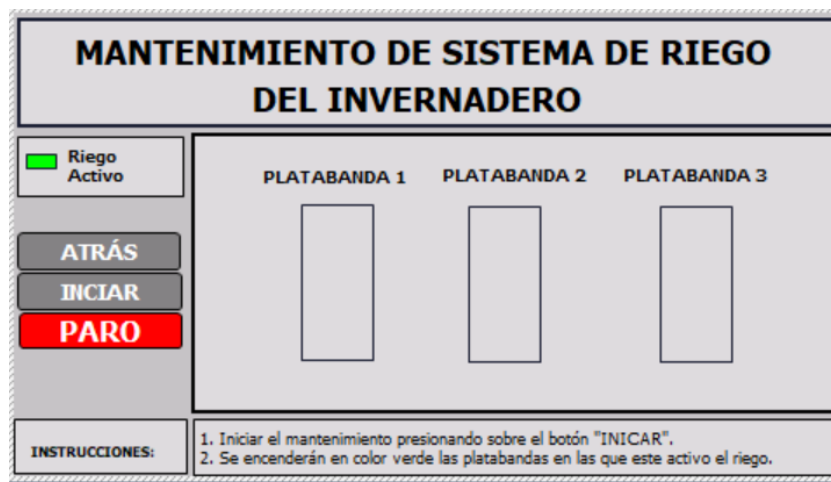 MANTENIMIENTO DE SISTEMA DE RIEGO
DEL INVERNADERO
Riego
Activo
PLATABANDA 1
PLATABANDA 2
PLATABANDA 3
ATRÁS
INCIAR
PARO
INSTRUCCIONES:
1. Iniciar el mantenimiento presionando sobre el botón "INICAR".
2. Se encenderán en color verde las platabandas en las que este activo el riego.